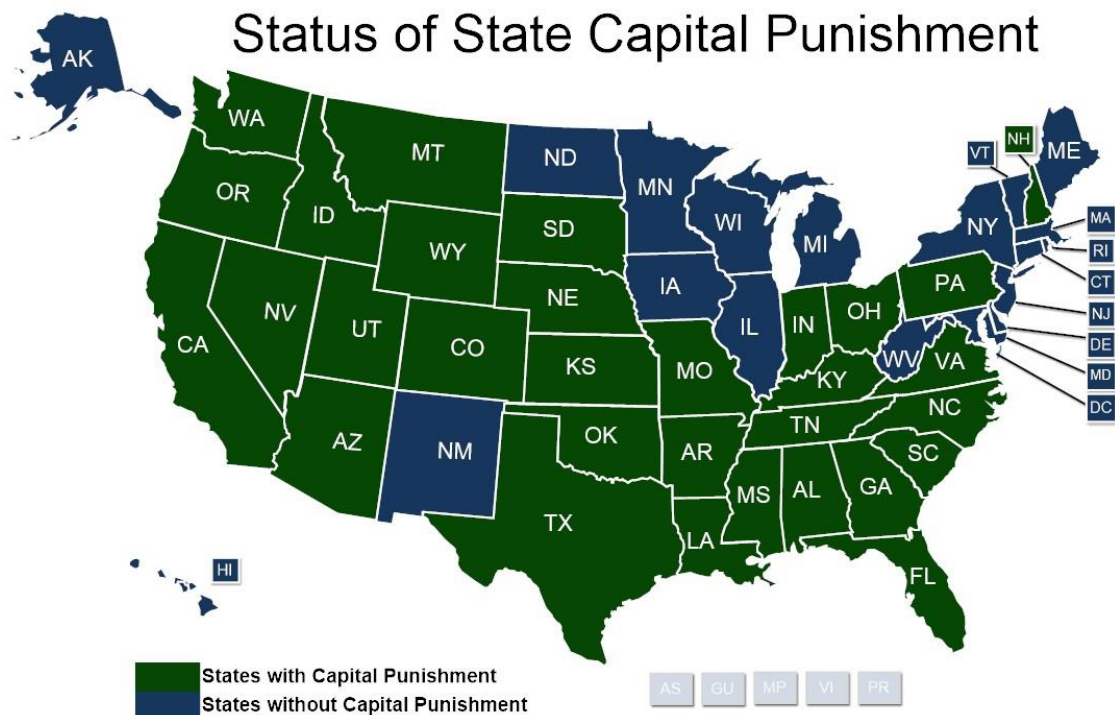 Status of State Capital Punishment
AK
WA
MT
ND
MN
VT
NH
ME
OR
ID
WY
SD
WI
MI
NY
MA
RI
CT
NJ
DE
MD
DC
NV
UT
CO
NE
IA
IL
IN
OH
PA
CA
KS
MO
KY
WV
VA
AZ
NM
OK
AR
TN
NC
SC
TX
LA
MS
AL
GA
FL
HI
States with Capital Punishment
States without Capital Punishment
AS GU MP VI PR